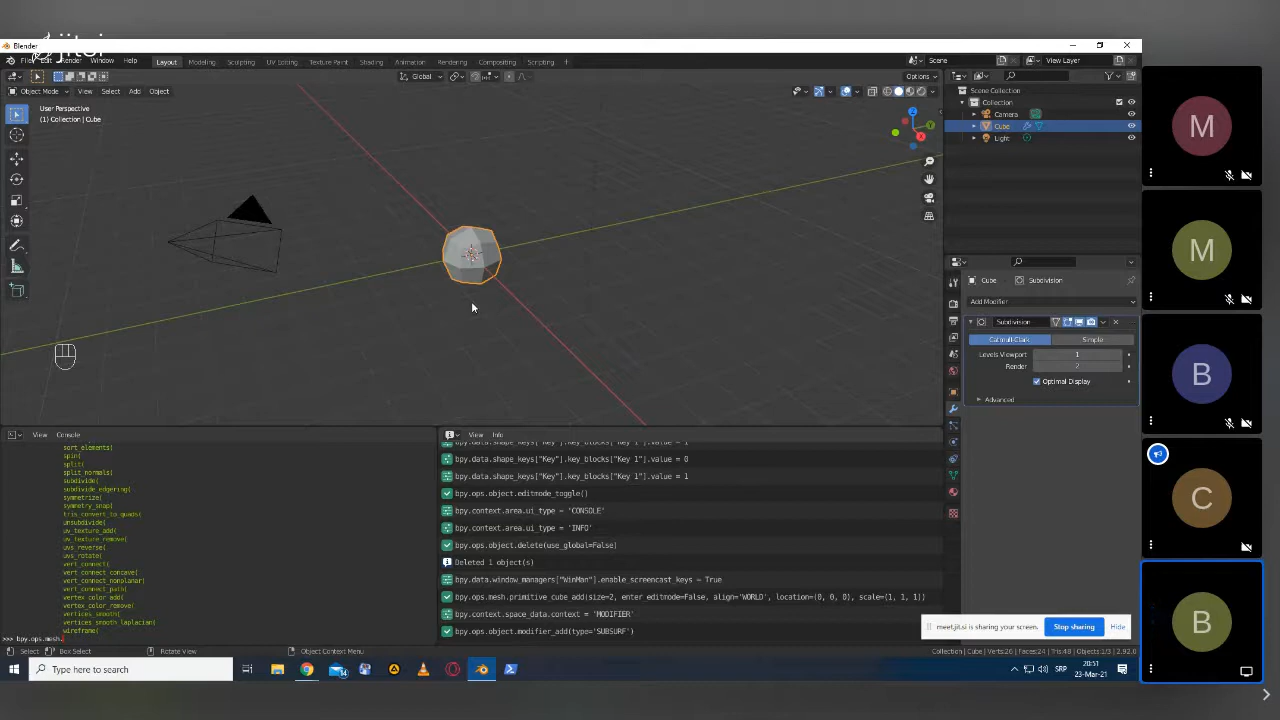 jitsi
Blender
File Edit Render Window Help
Layout Modeling Sculpting UV Editing Texture Paint Shading Animation Rendering Compositing Scripting +
Scene
View Layer
Global
Options
Object Mode View Select Add Object
User Perspective
(1) Collection | Cube
Scene Collection
Collection
Camera
Cube
Light
Cube
Subdivision
Add Modifier
Subdivision
Catmull-Clark Simple
Levels Viewport 1
Render 2
Optimal Display
Advanced
View Console
sort_elements(
spin(
split(
split_normals(
subdivide(
subdivide_edgering(
symmetrize(
symmetry_snap(
tris_convert_to_quads(
unsubdivide(
uv_texture_add(
uv_texture_remove(
uvs_reverse(
uvs_rotate(
vert_connect(
vert_connect_concave(
vert_connect_nonplanar(
vert_connect_path(
vertex_color_add(
vertex_color_remove(
vertices_smooth(
vertices_smooth_laplacian(
wireframe(
>>> bpy.ops.mesh.
View Info
bpy.data.shape_keys["Key"].key_blocks["Key 1"].value = 1
bpy.data.shape_keys["Key"].key_blocks["Key 1"].value = 0
bpy.data.shape_keys["Key"].key_blocks["Key 1"].value = 1
bpy.ops.object.editmode_toggle()
bpy.context.area.ui_type = 'CONSOLE'
bpy.context.area.ui_type = 'INFO'
bpy.ops.object.delete(use_global=False)
Deleted 1 object(s)
bpy.data.window_managers["WinMan"].enable_screencast_keys = True
bpy.ops.mesh.primitive_cube_add(size=2, enter_editmode=False, align='WORLD', location=(0, 0, 0), scale=(1, 1, 1))
bpy.context.space_data.context = 'MODIFIER'
bpy.ops.object.modifier_add(type='SUBSURF')
meet.jit.si is sharing your screen.
Stop sharing
Hide
Select Box Select Rotate View Object Context Menu
Collection | Cube | Verts:26 | Faces:24 | Tris:48 | Objects:1/3 | 2.92.0
Type here to search
14
SRP
20:51
23-Mar-21
M
M
B
C
B